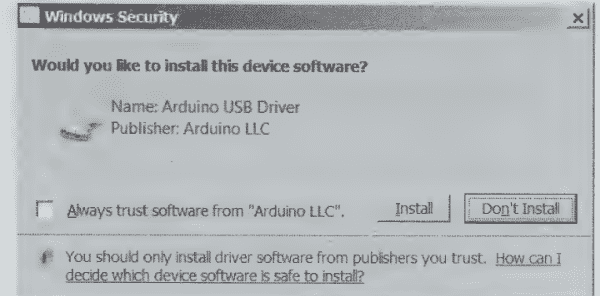 Windows Security
Would you like to install this device software?
Name: Arduino USB Driver
Publisher: Arduino LLC
Always trust software from "Arduino LLC".
Install
Don't Install
You should only install driver software from publishers you trust. How can I
decide which device software is safe to install?